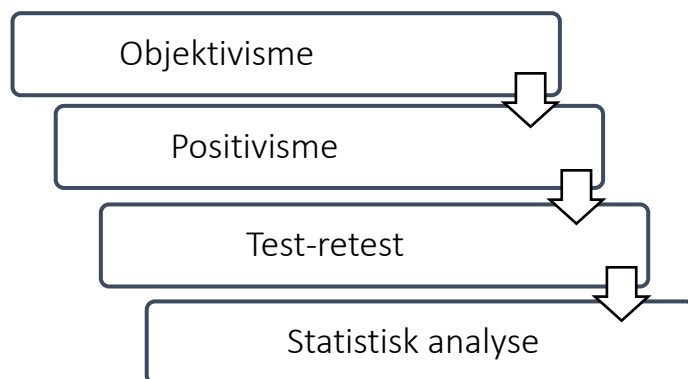 Objektivisme
Positivisme
Test-retest
Statistisk analyse